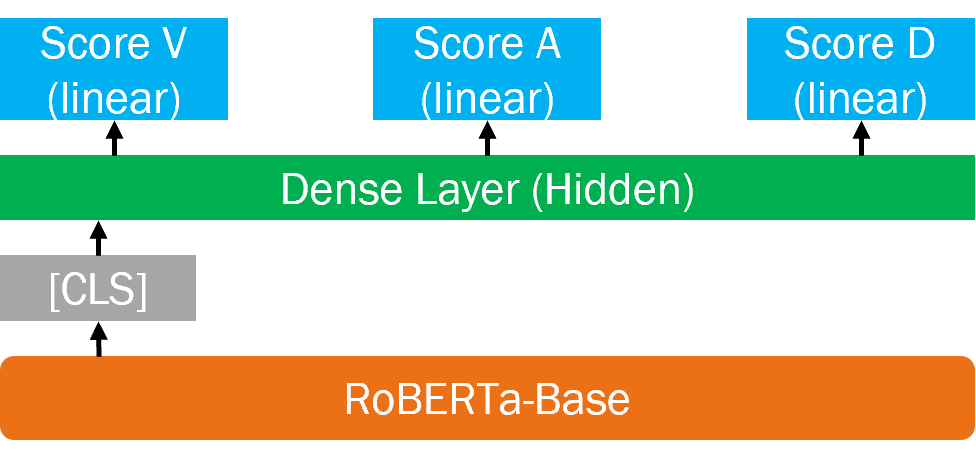 Score V
(linear)
Score A
(linear)
Score D
(linear)
Dense Layer (Hidden)
[CLS]
RoBERTa-Base